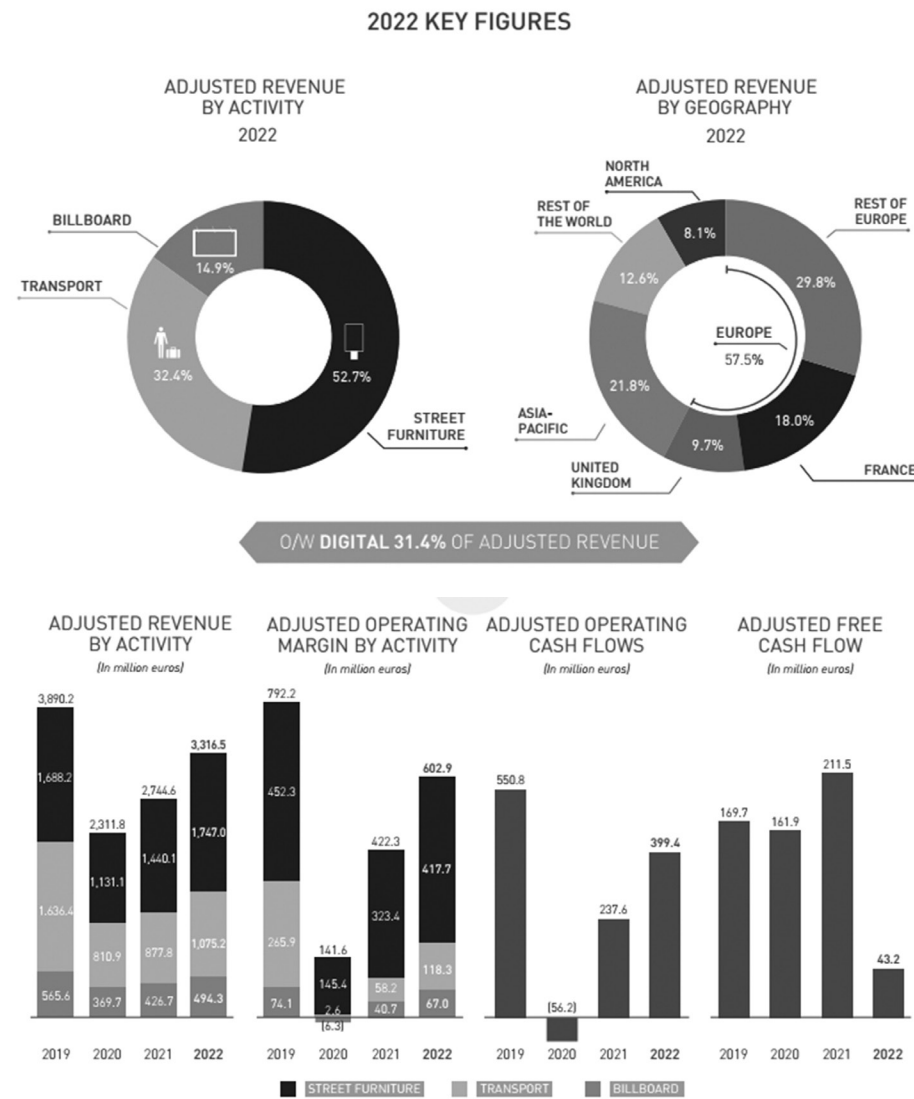 2022 KEY FIGURES
ADJUSTED REVENUE
BY ACTIVITY
2022
BILLBOARD
14.9%
TRANSPORT
32.4%
52.7%
STREET
FURNITURE
ADJUSTED REVENUE
BY GEOGRAPHY
2022
NORTH
AMERICA
8.1%
REST OF
THE WORLD
12.6%
REST OF
EUROPE
29.8%
EUROPE
57.5%
21.8%
ASIA-
PACIFIC
18.0%
9.7%
UNITED
KINGDOM
FRANCE
O/W DIGITAL 31.4% OF ADJUSTED REVENUE
ADJUSTED REVENUE
BY ACTIVITY
(In million euros)
3,890.2
1,688.2
1.636.4
565.6
2,311.8
1,131.1
810.9
369.7
2,744.6
1,440.1
877.8
426.7
3,316.5
1,747.0
1,075.2
494.3
2019 2020 2021 2022
ADJUSTED OPERATING
MARGIN BY ACTIVITY
(In million euros)
792.2
452.3
265.9
74.1
141.6
145.4
2.6
(6.3)
422.3
323.4
58.2
40.7
602.9
417.7
118.3
67.0
2019 2020 2021 2022
ADJUSTED OPERATING
CASH FLOWS
(In million euros)
550.8
(56.2)
237.6
399.4
2019 2020 2021 2022
ADJUSTED FREE
CASH FLOW
(In million euros)
169.7
161.9
211.5
43.2
2019 2020 2021 2022
STREET FURNITURE TRANSPORT BILLBOARD